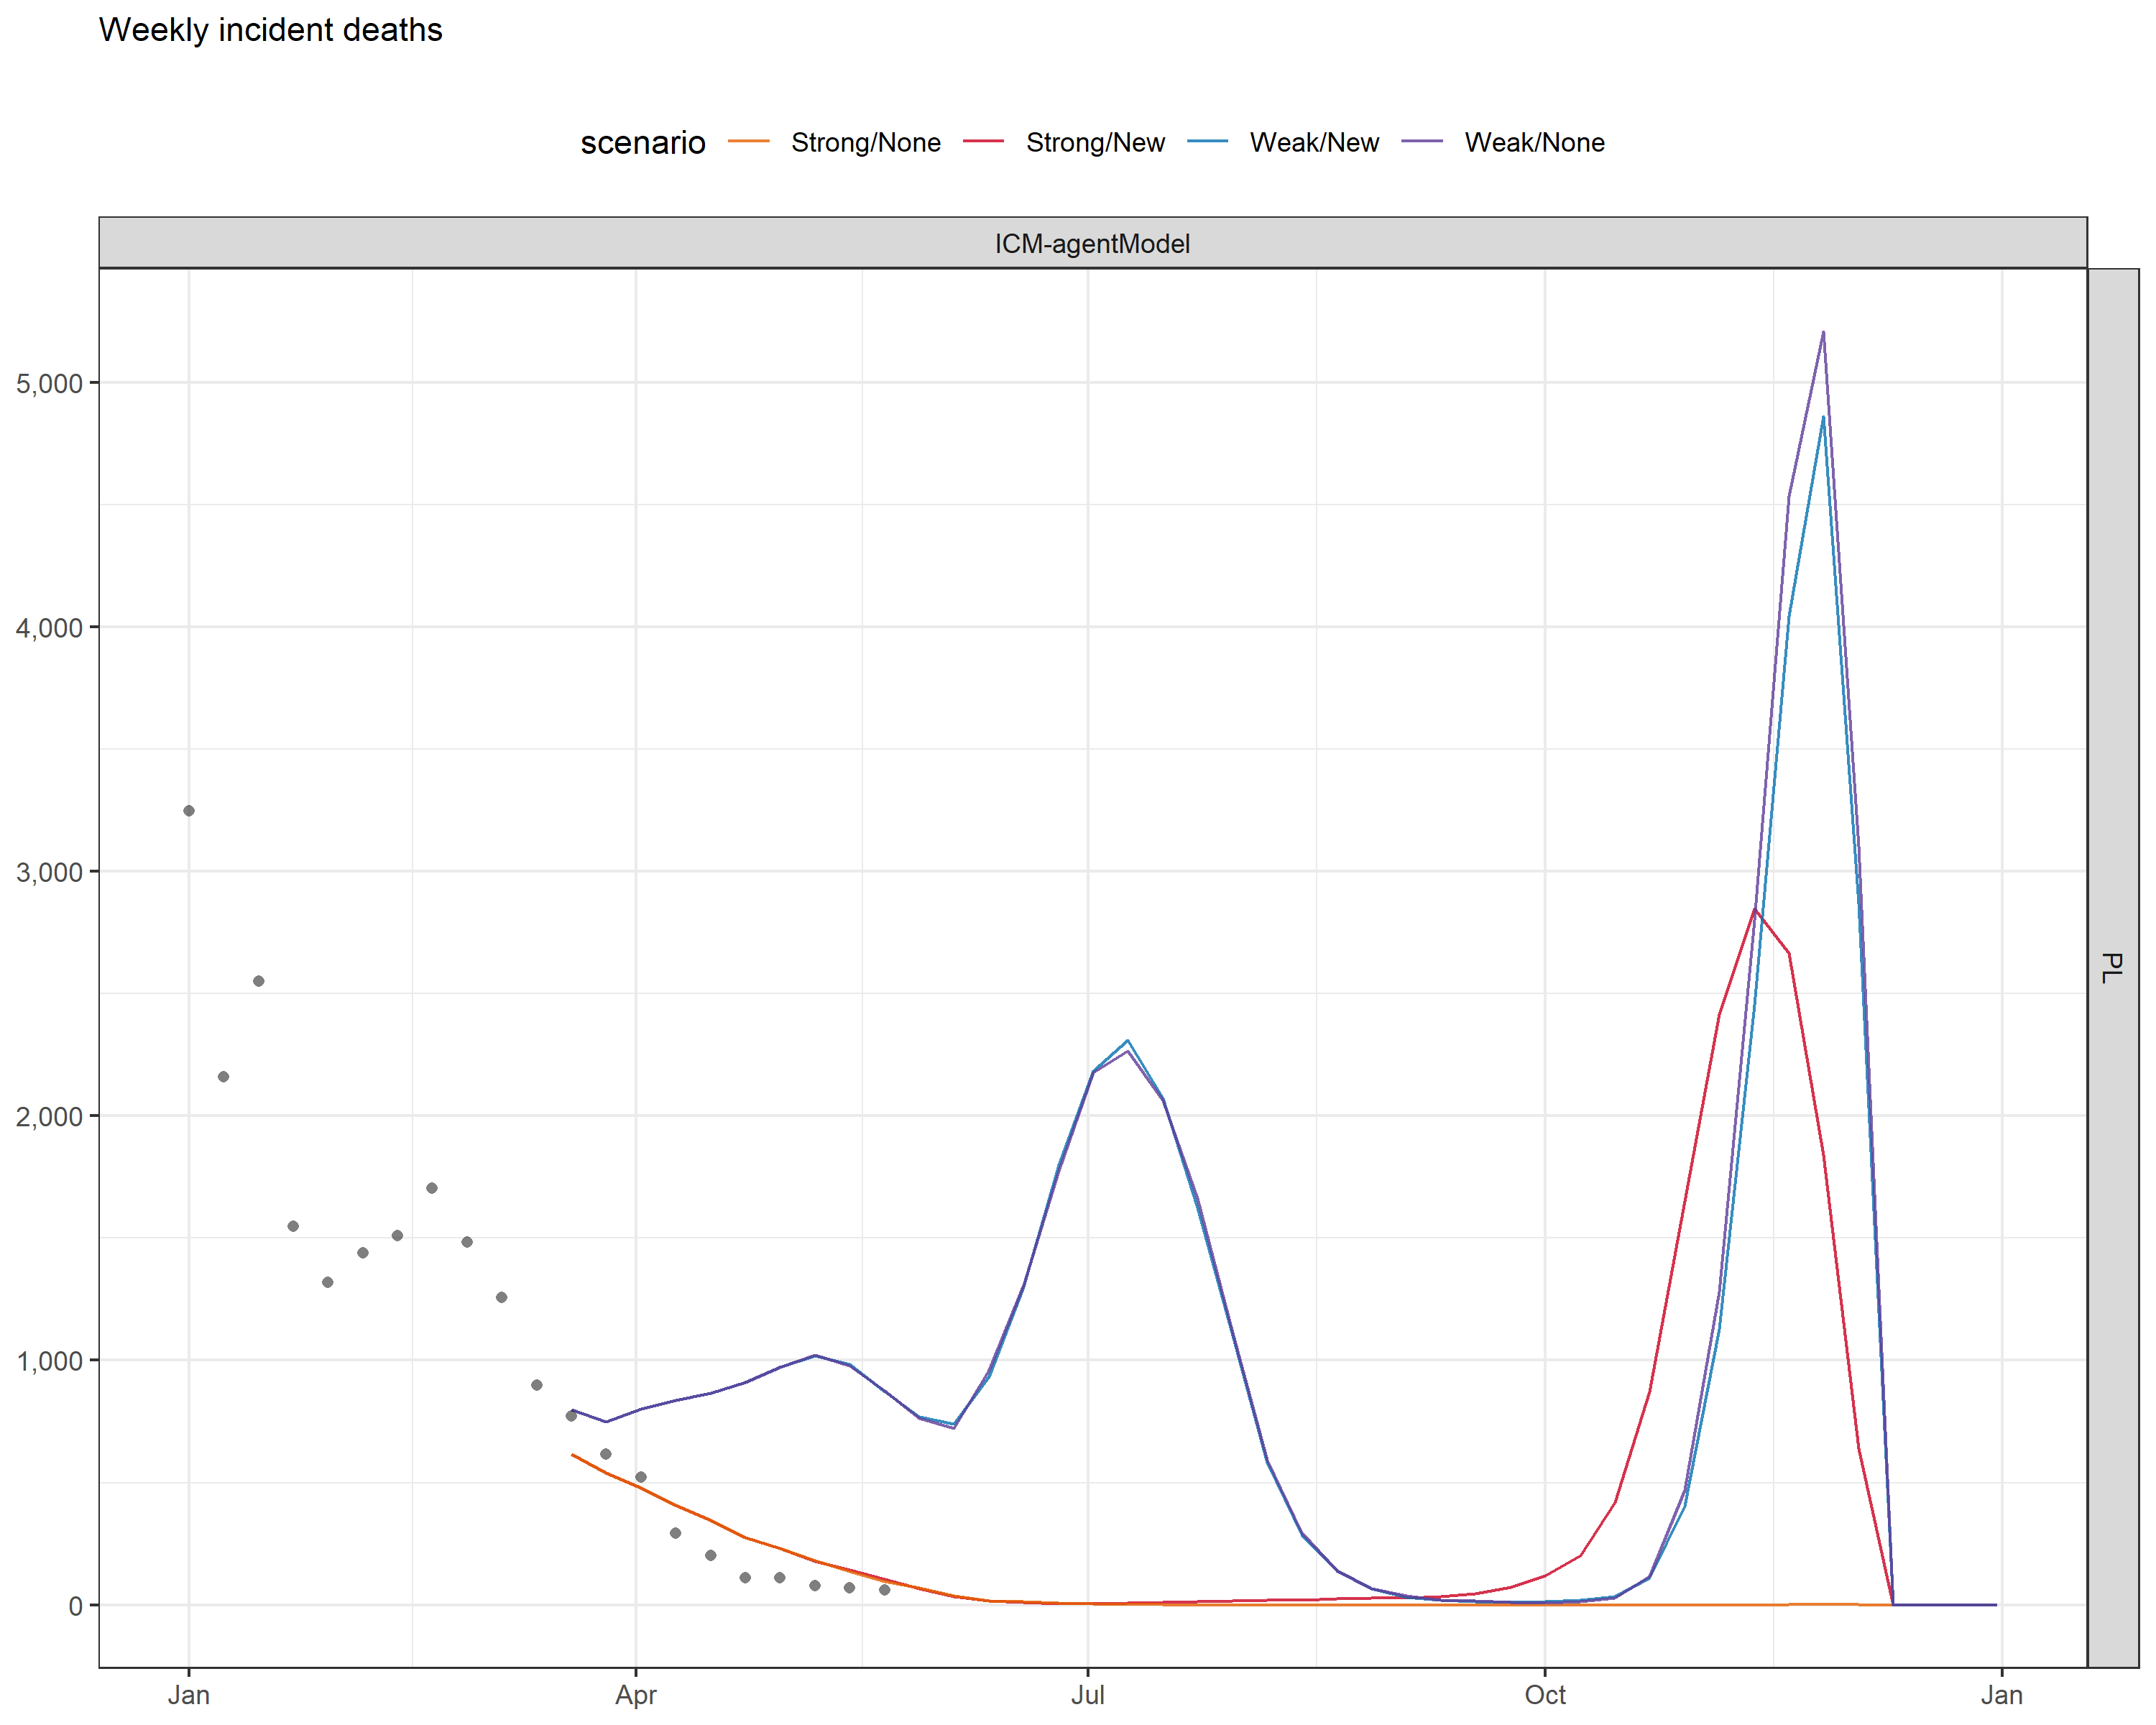 Weekly incident deaths
scenario Strong/None Strong/New Weak/New Weak/None
ICM-agentModel
PL
5,000
4,000
3,000
2,000
1,000
0
Jan Apr Jul Oct Jan